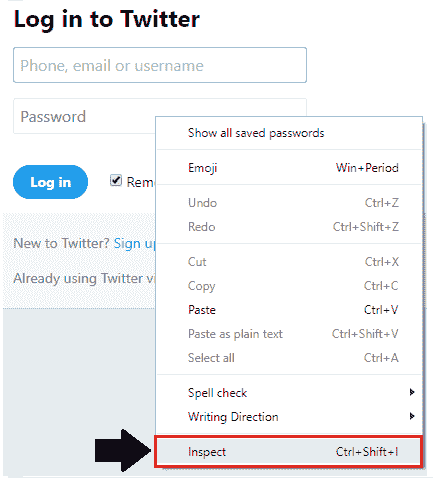 Log in to Twitter
Phone, email or username
Password
Show all saved passwords
Emoji Win+Period
Log in Rem
Undo Ctrl+Z
Redo Ctrl+Shift+Z
New to Twitter? Sign up
Cut Ctrl+X
Already using Twitter vi
Copy Ctrl+C
Paste Ctrl+V
Paste as plain text Ctrl+Shift+V
Select all Ctrl+A
Spell check
Writing Direction
Inspect Ctrl+Shift+I